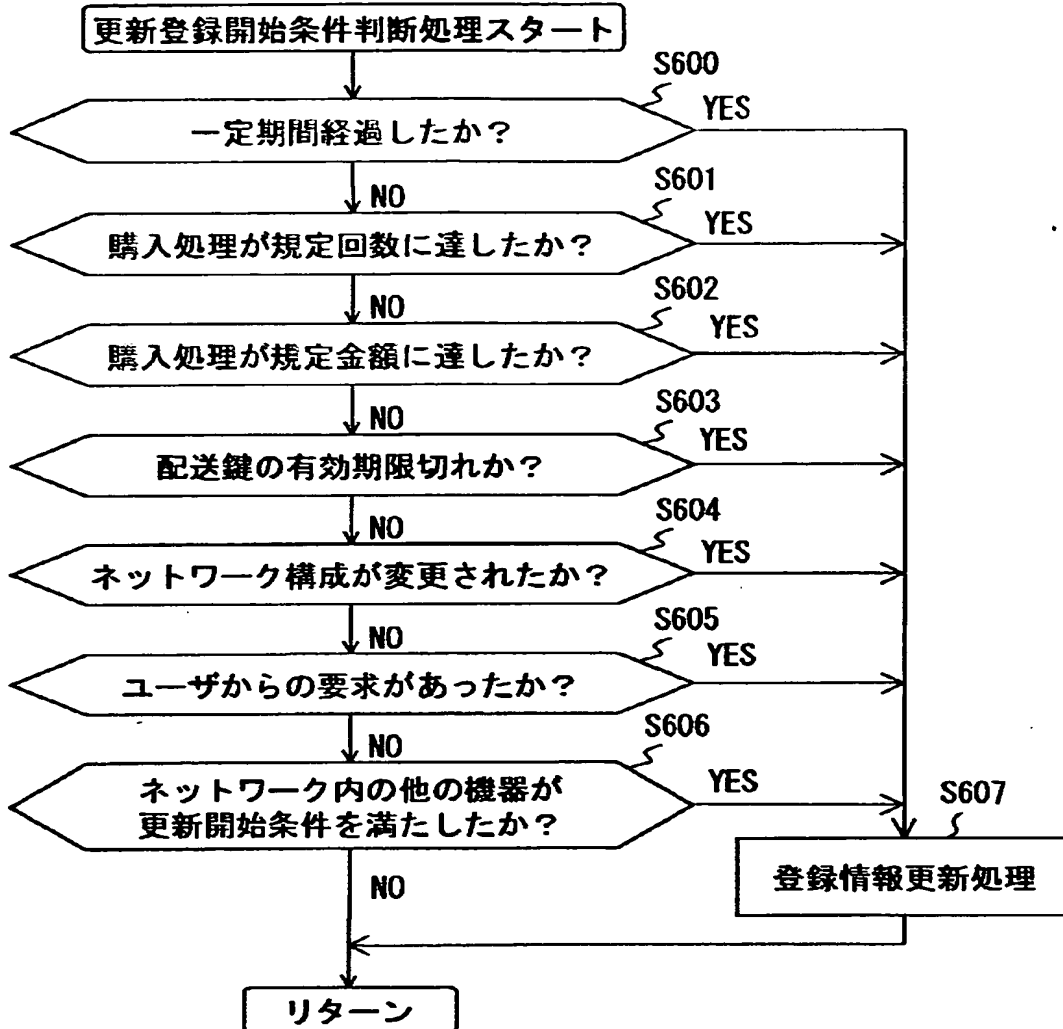 更新登録開始条件判断処理スタート
S600
一定期間経過したか?
YES
NO
S601
購入処理が規定回数に達したか?
YES
NO
S602
購入処理が規定金額に達したか?
YES
NO
S603
配送鍵の有効期限切れか?
YES
NO
S604
ネットワーク構成が変更されたか?
YES
NO
S605
ユーザからの要求があったか?
YES
NO
S606
ネットワーク内の他の機器が
更新開始条件を満たしたか?
YES
S607
登録情報更新処理
NO
リターン